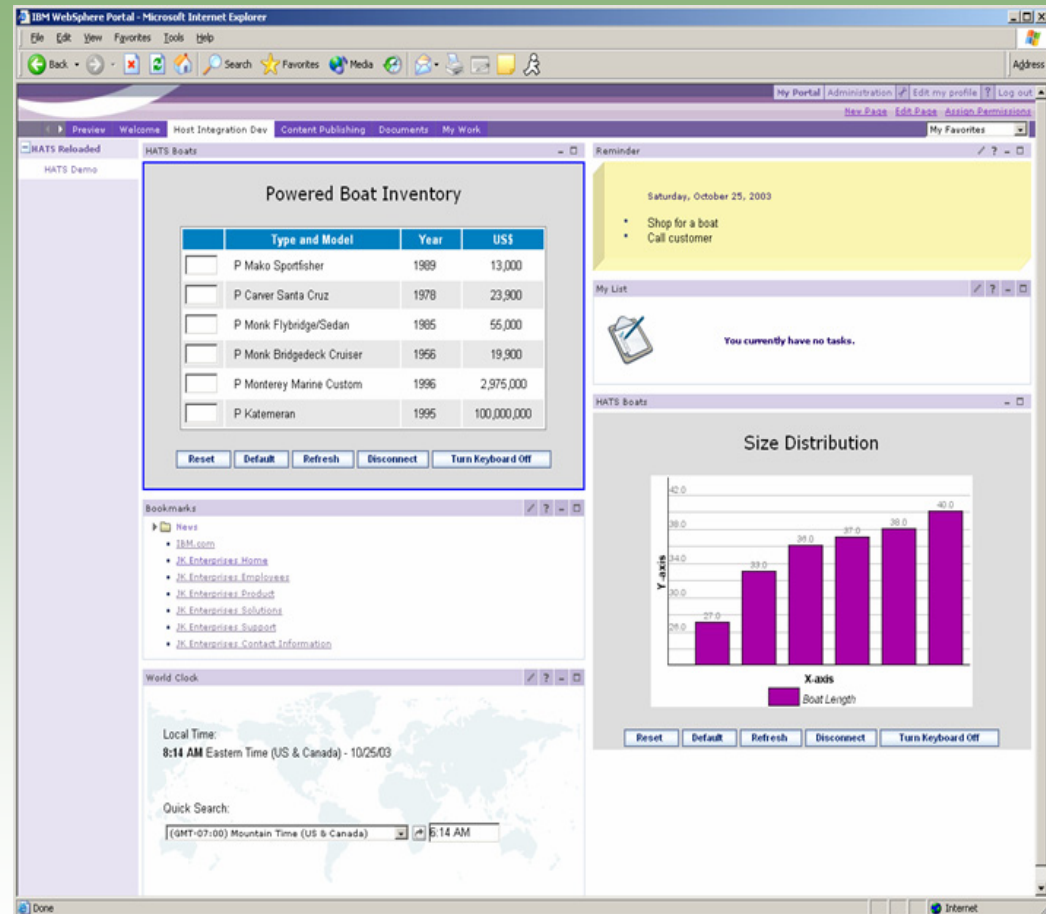 IBM WebSphere Portal - Microsoft Internet Explorer
File Edit View Favorites Tools Help
Back Search Favorites Media Address
My Portal Administration Edit my profile ? Log out
New Page Edit Page Assign Permissions
Preview Welcome Host Integration Dev Content Publishing Documents My Work My Favorites
HATS Reloaded
HATS Demo
HATS Boats
Powered Boat Inventory
Type and Model Year US$
P Mako Sportfisher 1989 13,000
P Carver Santa Cruz 1978 23,900
P Monk Flybridge/Sedan 1985 55,000
P Monk Bridgedeck Cruiser 1956 19,900
P Monterey Marine Custom 1996 2,975,000
P Katemeran 1995 100,000,000
Reset Default Refresh Disconnect Turn Keyboard Off
Bookmarks ?
News
IBM.com
JK Enterprises Home
JK Enterprises Employees
JK Enterprises Product
JK Enterprises Solutions
JK Enterprises Support
JK Enterprises Contact Information
World Clock ?
Local Time:
8:14 AM Eastern Time (US & Canada) - 10/25/03
Quick Search:
(GMT-07:00) Mountain Time (US & Canada) 6:14 AM
Reminder ?
Saturday, October 25, 2003
Shop for a boat
Call customer
My List ?
You currently have no tasks.
HATS Boats
Size Distribution
42.0
40.0
38.0 38.0
37.0
36.0
34.0
33.0
30.0
27.0
26.0
Y-axis
X-axis
Boat Length
Reset Default Refresh Disconnect Turn Keyboard Off
Done Internet